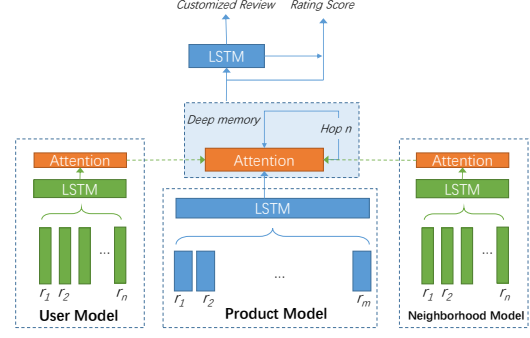 Customized Review Rating Score
LSTM
Deep memory
Hop n
Attention Attention Attention
LSTM LSTM LSTM
r1 r2 ... rn
r1 r2 ... rm
r1 r2 ... rn
User Model Product Model Neighborhood Model